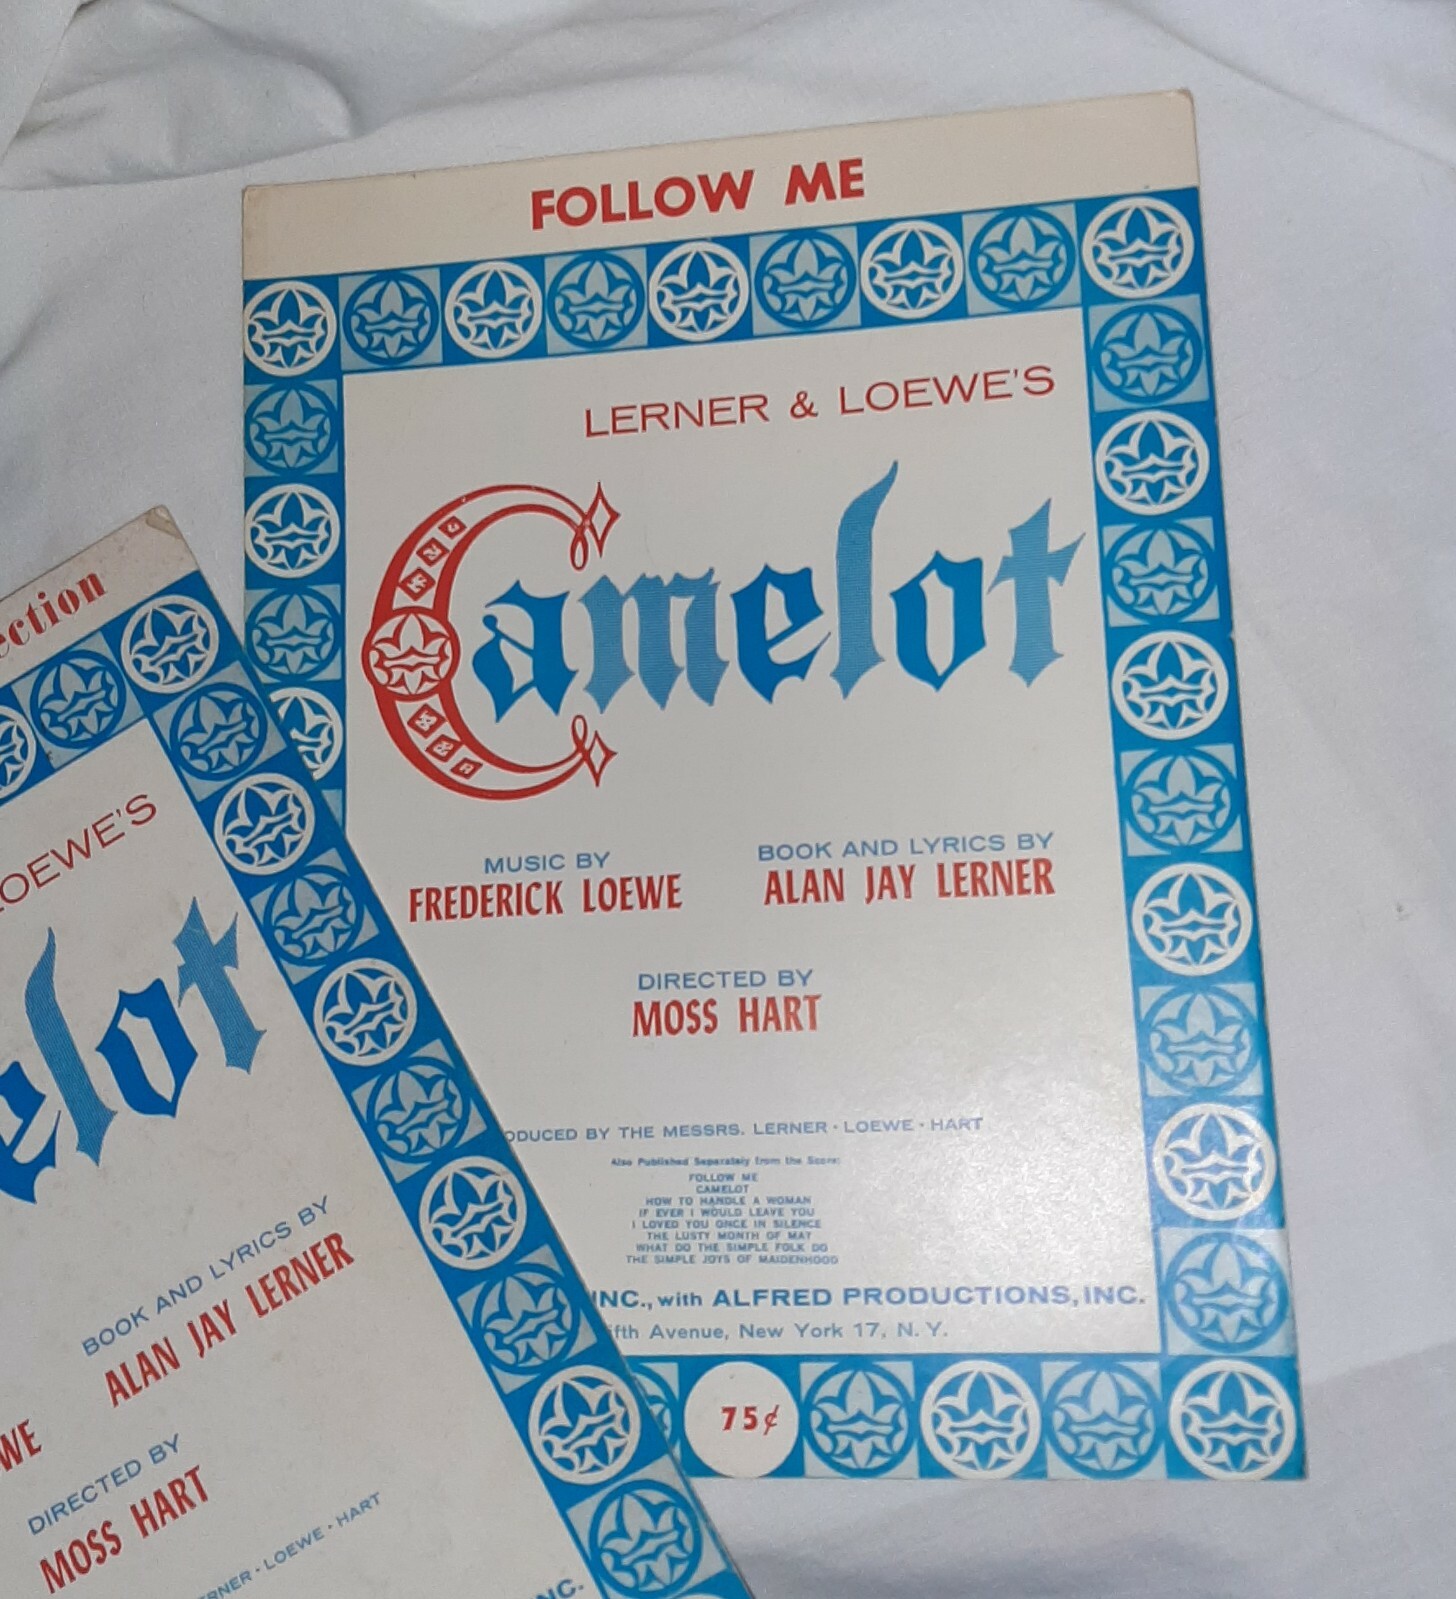 FOLLOW ME
LERNER & LOEWE'S
Camelot
MUSIC BY
FREDERICK LOEWE
BOOK AND LYRICS BY
ALAN JAY LERNER
DIRECTED BY
MOSS HART
ODUCED BY THE MESSRS. LERNER · LOEWE · HART
Also Published Separately from the Score:
FOLLOW ME
CAMELOT
HOW TO HANDLE A WOMAN
IF EVER I WOULD LEAVE YOU
I LOVED YOU ONCE IN SILENCE
THE LUSTY MONTH OF MAY
WHAT DO THE SIMPLE FOLK DO
THE SIMPLE JOYS OF MAIDENHOOD
INC., with ALFRED PRODUCTIONS, INC.
ifth Avenue, New York 17, N. Y.
75¢
ection
LOEWE'S
elot
BOOK AND LYRICS BY
ALAN JAY LERNER
WE
DIRECTED BY
MOSS HART
ERNER · LOEWE · HART
NC.